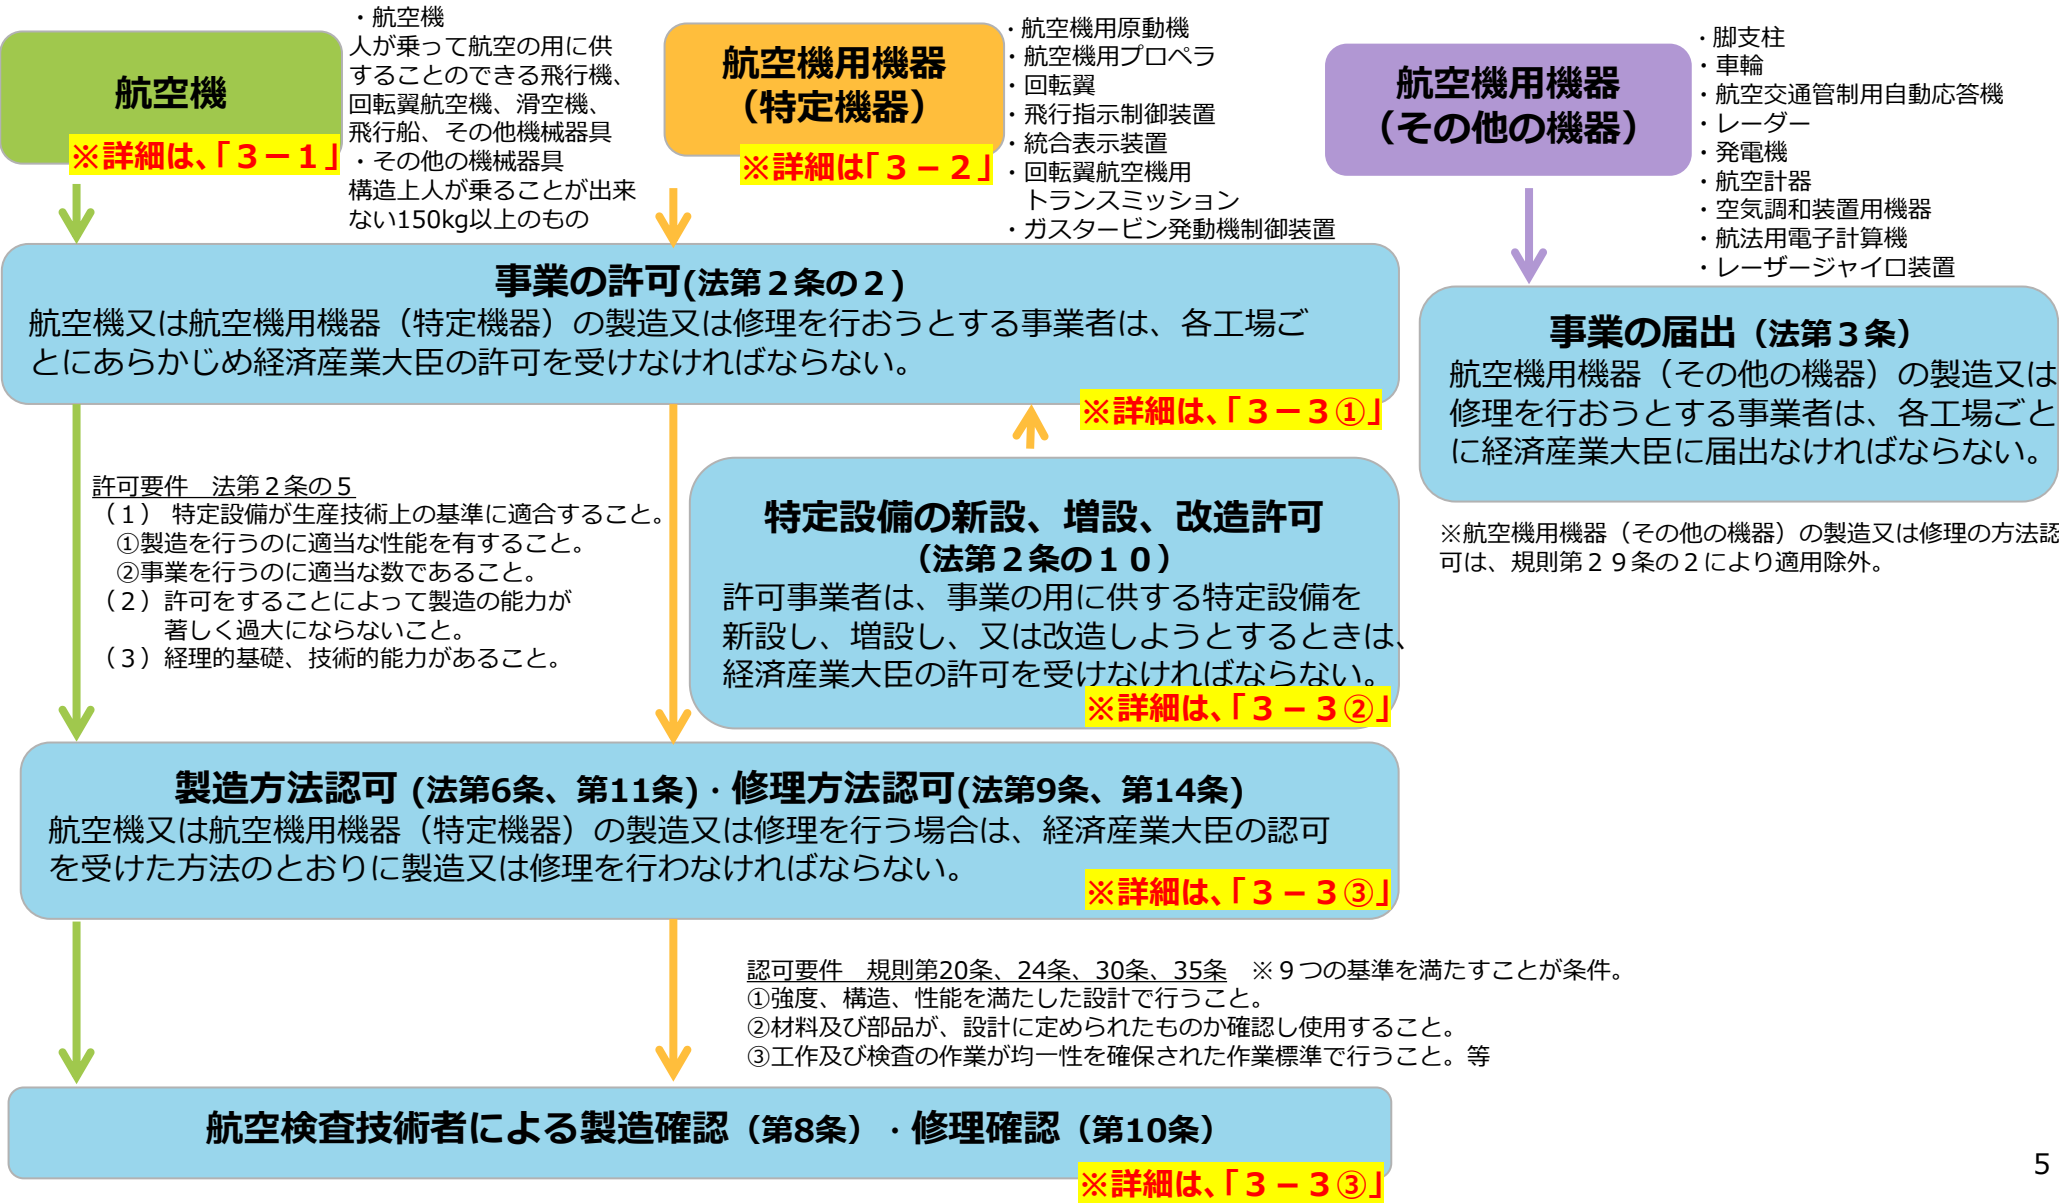 航空機
※詳細は、「３－１」
・航空機
人が乗って航空の用に供
することのできる飛行機、
回転翼航空機、滑空機、
飛行船、その他機械器具
・その他の機械器具
構造上人が乗ることが出来
ない150kg以上のもの
航空機用機器
（特定機器）
※詳細は「３－２」
・航空機用原動機
・航空機用プロペラ
・回転翼
・飛行指示制御装置
・統合表示装置
・回転翼航空機用
トランスミッション
・ガスタービン発動機制御装置
航空機用機器
（その他の機器）
・脚支柱
・車輪
・航空交通管制用自動応答機
・レーダー
・発電機
・航空計器
・空気調和装置用機器
・航法用電子計算機
・レーザージャイロ装置
事業の許可(法第２条の２)
航空機又は航空機用機器（特定機器）の製造又は修理を行おうとする事業者は、各工場ご
とにあらかじめ経済産業大臣の許可を受けなければならない。
※詳細は、「３－３①」
事業の届出（法第３条）
航空機用機器（その他の機器）の製造又は
修理を行おうとする事業者は、各工場ごと
に経済産業大臣に届出なければならない。
※航空機用機器（その他の機器）の製造又は修理の方法認
可は、規則第２９条の２により適用除外。
許可要件　法第２条の５
（１） 特定設備が生産技術上の基準に適合すること。
①製造を行うのに適当な性能を有すること。
②事業を行うのに適当な数であること。
（２）許可をすることによって製造の能力が
著しく過大にならないこと。
（３）経理的基礎、技術的能力があること。
特定設備の新設、増設、改造許可
（法第２条の１０）
許可事業者は、事業の用に供する特定設備を
新設し、増設し、又は改造しようとするときは、
経済産業大臣の許可を受けなければならない。
※詳細は、「３－３②」
製造方法認可 (法第6条、第11条)・修理方法認可(法第9条、第14条)
航空機又は航空機用機器（特定機器）の製造又は修理を行う場合は、経済産業大臣の認可
を受けた方法のとおりに製造又は修理を行わなければならない。
※詳細は、「３－３③」
認可要件　規則第20条、24条、30条、35条　※９つの基準を満たすことが条件。
①強度、構造、性能を満たした設計で行うこと。
②材料及び部品が、設計に定められたものか確認し使用すること。
③工作及び検査の作業が均一性を確保された作業標準で行うこと。等
航空検査技術者による製造確認（第8条）・修理確認（第10条）
※詳細は、「３－３③」
5